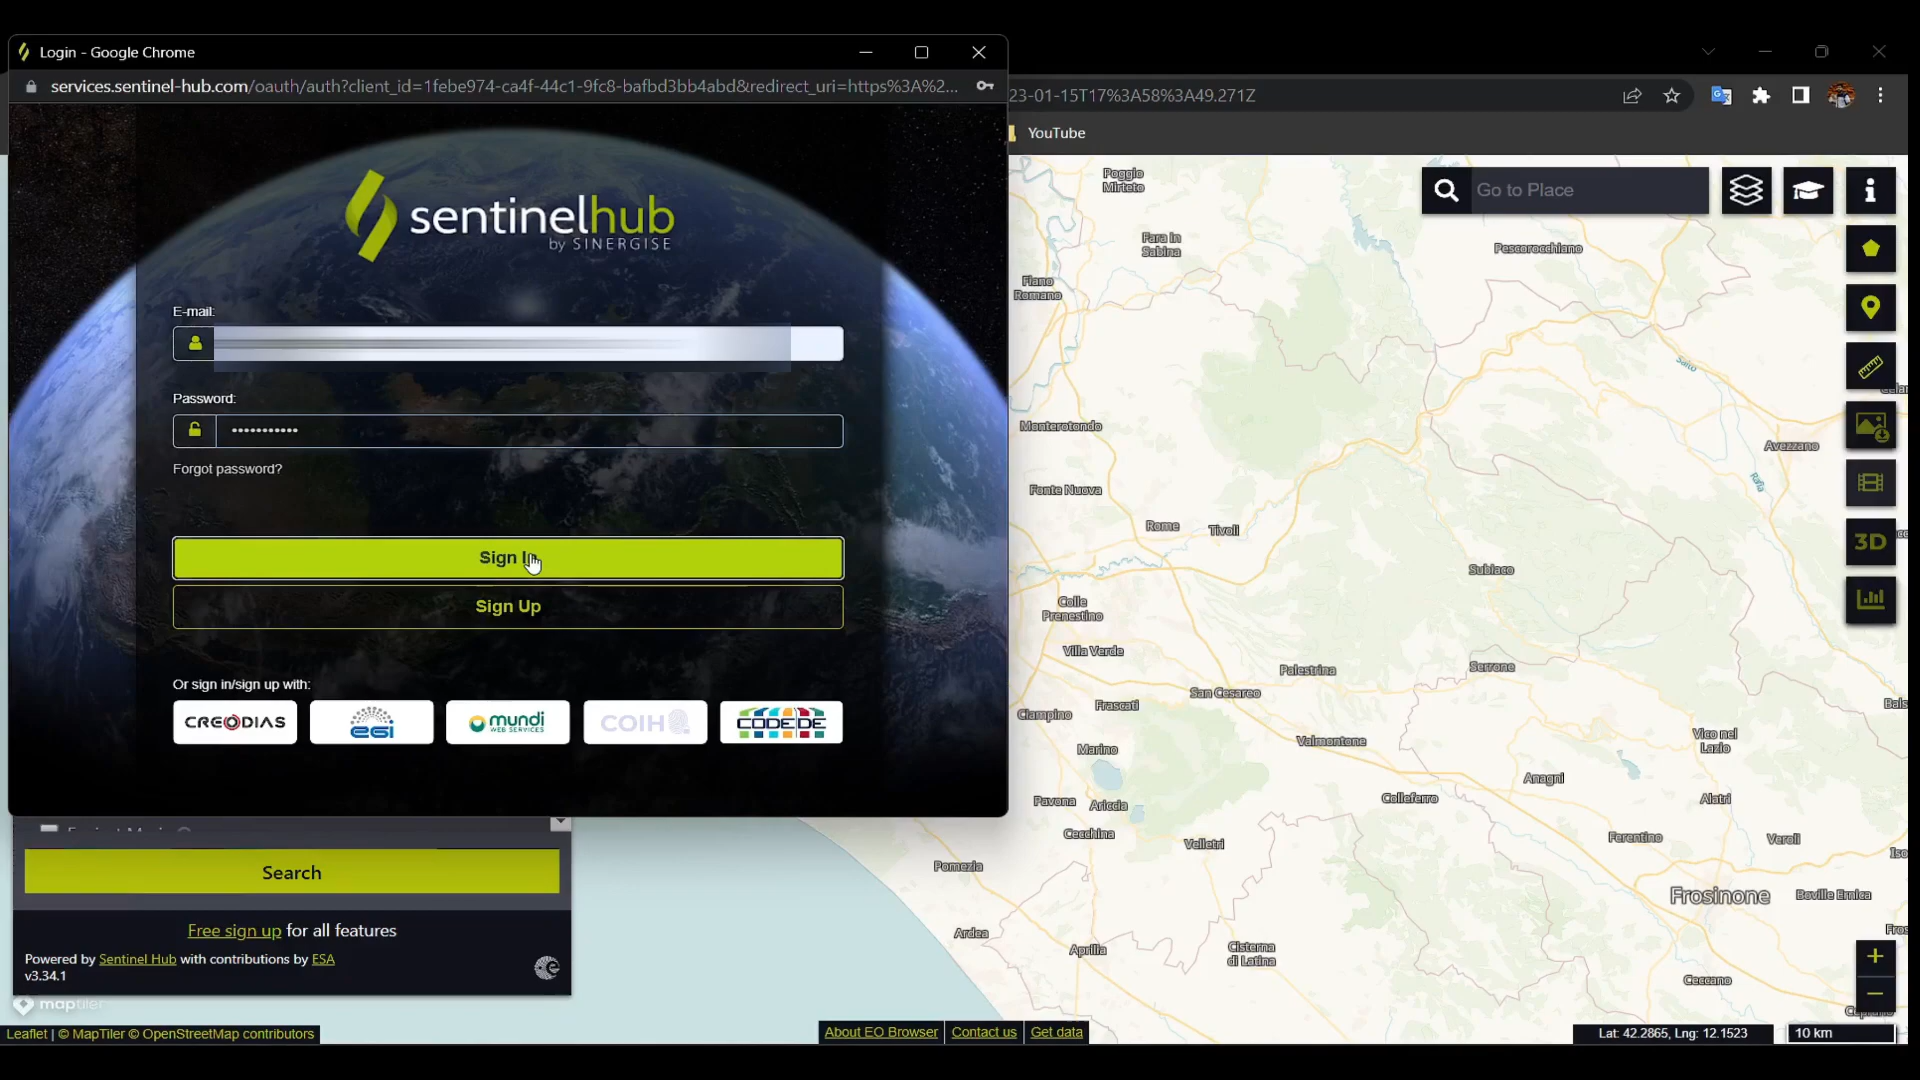 Login - Google Chrome
services.sentinel-hub.com/oauth/auth?client_id=1febe974-ca4f-44c1-9fc8-bafbd3bb4abd&redirect_uri=https%3A%2...
23-01-15T17%3A58%3A49.271Z
YouTube
sentinelhub
by SINERGISE
E-mail:
Password:
•••••••••••
Forgot password?
Sign In
Sign Up
Or sign in/sign up with:
CREODIAS
egi
mundi
WEB SERVICES
COIH
CODE-DE
Go to Place
3D
Poggio
Mirteto
Fara in
Sabina
Pescorocchiano
Fiano
Romano
Salto
Monterotondo
Avezzano
Fonte Nuova
Rome
Tivoli
Subiaco
Colle
Prenestino
Villa Verde
Palestrina
Serrone
San Cesareo
Frascati
Ciampino
Marino
Valmontone
Vico nel
Lazio
Anagni
Pavona
Ariccia
Colleferro
Alatri
Cecchina
Velletri
Ferentino
Veroli
Pomezia
Frosinone
Boville Ernica
Ardea
Aprilia
Cisterna
di Latina
Ceccano
Search
Free sign up for all features
Powered by Sentinel Hub with contributions by ESA
v3.34.1
maptiler
Leaflet | © MapTiler © OpenStreetMap contributors
About EO Browser
Contact us
Get data
Lat: 42.2865, Lng: 12.1523
10 km